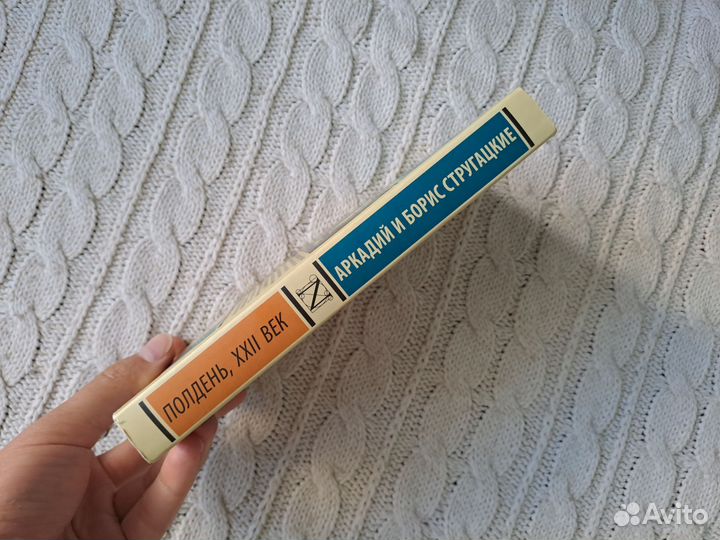 АРКАДИЙ И БОРИС СТРУГАЦКИЕ
N
ПОЛДЕНЬ, XXII ВЕК
Avito